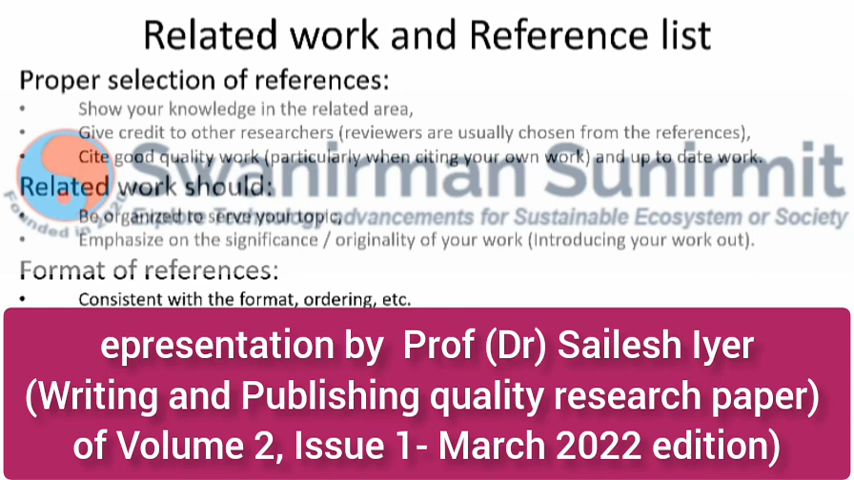 Related work and Reference list
Proper selection of references:
• Show your knowledge in the related area,
• Give credit to other researchers (reviewers are usually chosen from the references),
• Cite good quality work (particularly when citing your own work) and up to date work.
Swanirman Sunirmit
Related work should:
• Be organized to serve your topic,
Advancements for Sustainable Ecosystem or Society
Founded in
• Emphasize on the significance / originality of your work (Introducing your work out).
Format of references:
• Consistent with the format, ordering, etc.
epresentation by Prof (Dr) Sailesh Iyer
(Writing and Publishing quality research paper)
of Volume 2, Issue 1- March 2022 edition)